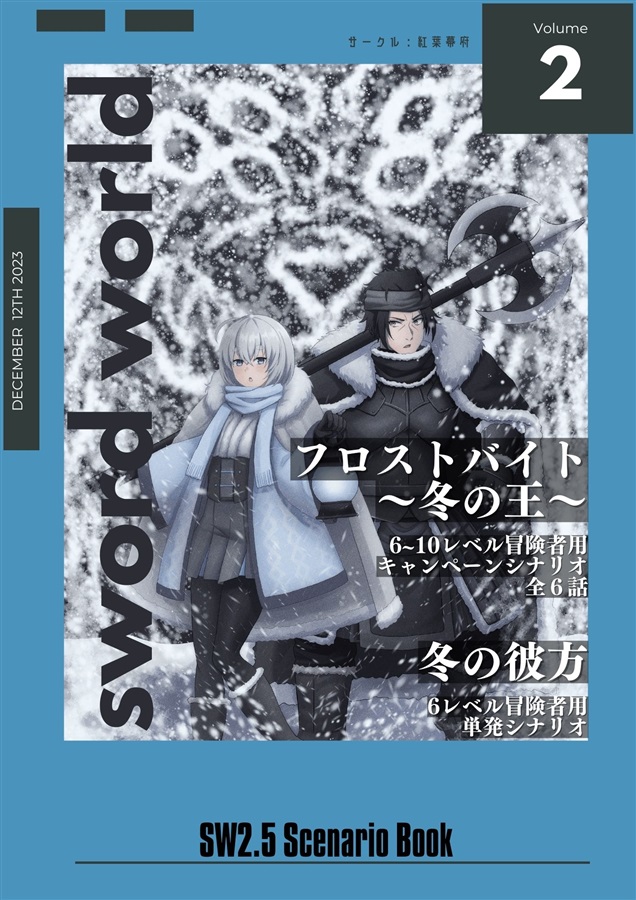 サークル：紅葉幕府
Volume
2
sword world
DECEMBER 12TH 2023
フロストバイト
～冬の王～
6~10レベル冒険者用
キャンペーンシナリオ
全６話
冬の彼方
6レベル冒険者用
単発シナリオ
SW2.5 Scenario Book